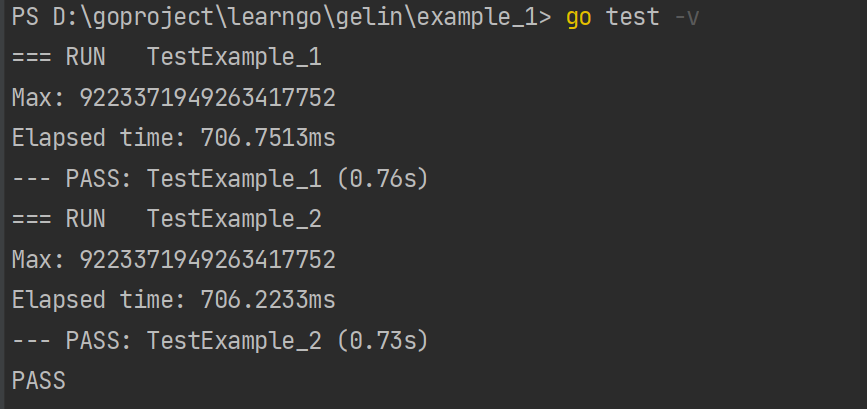 PS D:\goproject\learngo\gelin\example_1> go test -v
=== RUN   TestExample_1
Max: 9223371949263417752
Elapsed time: 706.7513ms
--- PASS: TestExample_1 (0.76s)
=== RUN   TestExample_2
Max: 9223371949263417752
Elapsed time: 706.2233ms
--- PASS: TestExample_2 (0.73s)
PASS